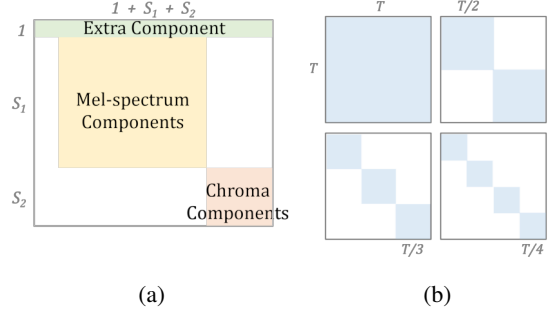 1 + S₁ + S₂
1
Extra Component
S₁
Mel-spectrum
Components
S₂
Chroma
Components
(a)
T
T/2
T
T/3
T/4
(b)